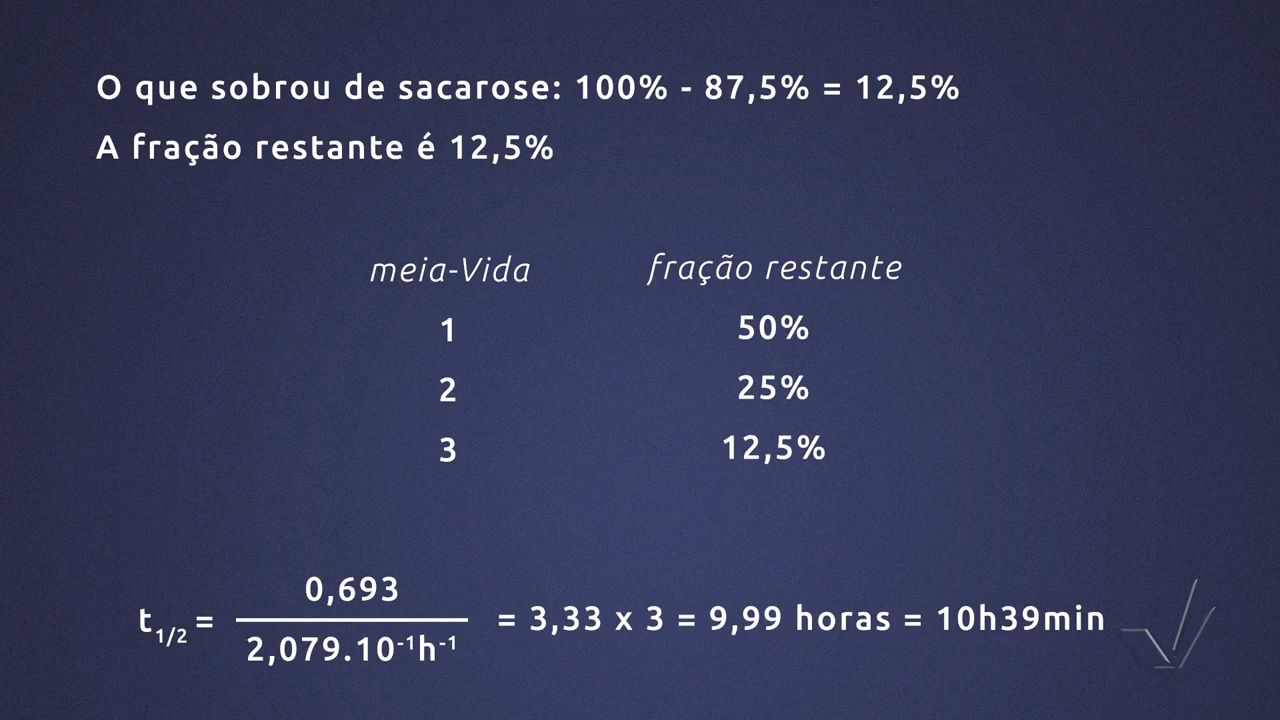 O que sobrou de sacarose: 100% - 87,5% = 12,5%
A fração restante é 12,5%
meia-Vida fração restante
1 50%
2 25%
3 12,5%
t1/2 = 0,693 / 2,079.10⁻¹h⁻¹ = 3,33 x 3 = 9,99 horas = 10h39min